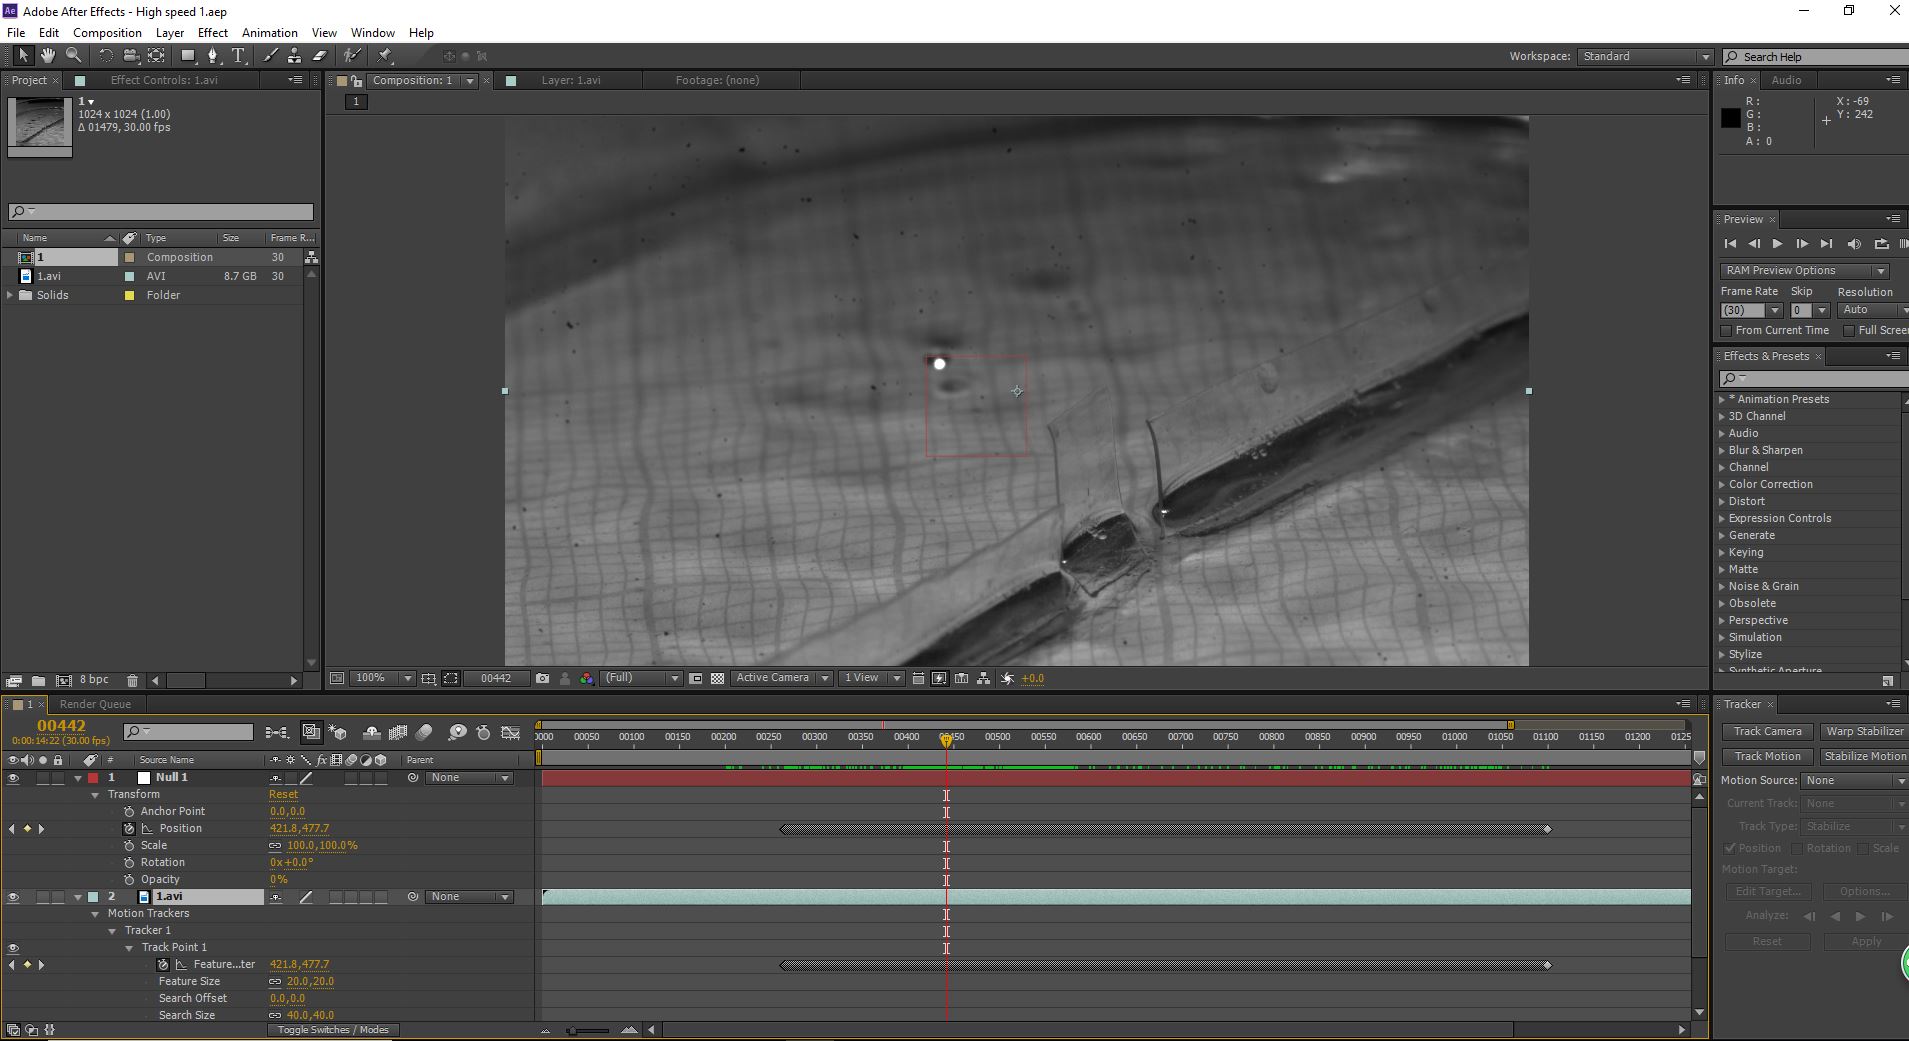 Ae Adobe After Effects - High speed 1.aep
File Edit Composition Layer Effect Animation View Window Help
Workspace: Standard Search Help
Project Effect Controls: 1.avi
Composition: 1 Layer: 1.avi Footage: (none)
Info Audio
1
1
1024 x 1024 (1.00)
Δ 01479, 30.00 fps
R :
G :
B :
A : 0
X : -69
Y : 242
Name Type Size Frame R...
1 Composition 30
1.avi AVI 8.7 GB 30
Solids Folder
Preview
RAM Preview Options
Frame Rate Skip Resolution
(30) 0 Auto
From Current Time Full Scree
Effects & Presets
* Animation Presets
3D Channel
Audio
Blur & Sharpen
Channel
Color Correction
Distort
Expression Controls
Generate
Keying
Matte
Noise & Grain
Obsolete
Perspective
Simulation
Stylize
Synthetic Aperture
8 bpc
100% 00442 (Full) Active Camera 1 View +0.0
1 Render Queue
00442
0:00:14:22 (30.00 fps)
0000 00050 00100 00150 00200 00250 00300 00350 00400 00450 00500 00550 00600 00650 00700 00750 00800 00850 00900 00950 01000 01050 01100 01150 01200 0125
# Source Name fx Parent
1 Null 1 None
Transform Reset
Anchor Point 0.0,0.0
Position 421.8,477.7
Scale 100.0,100.0%
Rotation 0x+0.0°
Opacity 0%
2 1.avi None
Motion Trackers
Tracker 1
Track Point 1
Feature...ter 421.8,477.7
Feature Size 20.0,20.0
Search Offset 0.0,0.0
Search Size 40.0,40.0
Toggle Switches / Modes
Tracker
Track Camera Warp Stabilizer
Track Motion Stabilize Motion
Motion Source: None
Current Track: None
Track Type: Stabilize
Position Rotation Scale
Motion Target:
Edit Target... Options...
Analyze:
Reset Apply